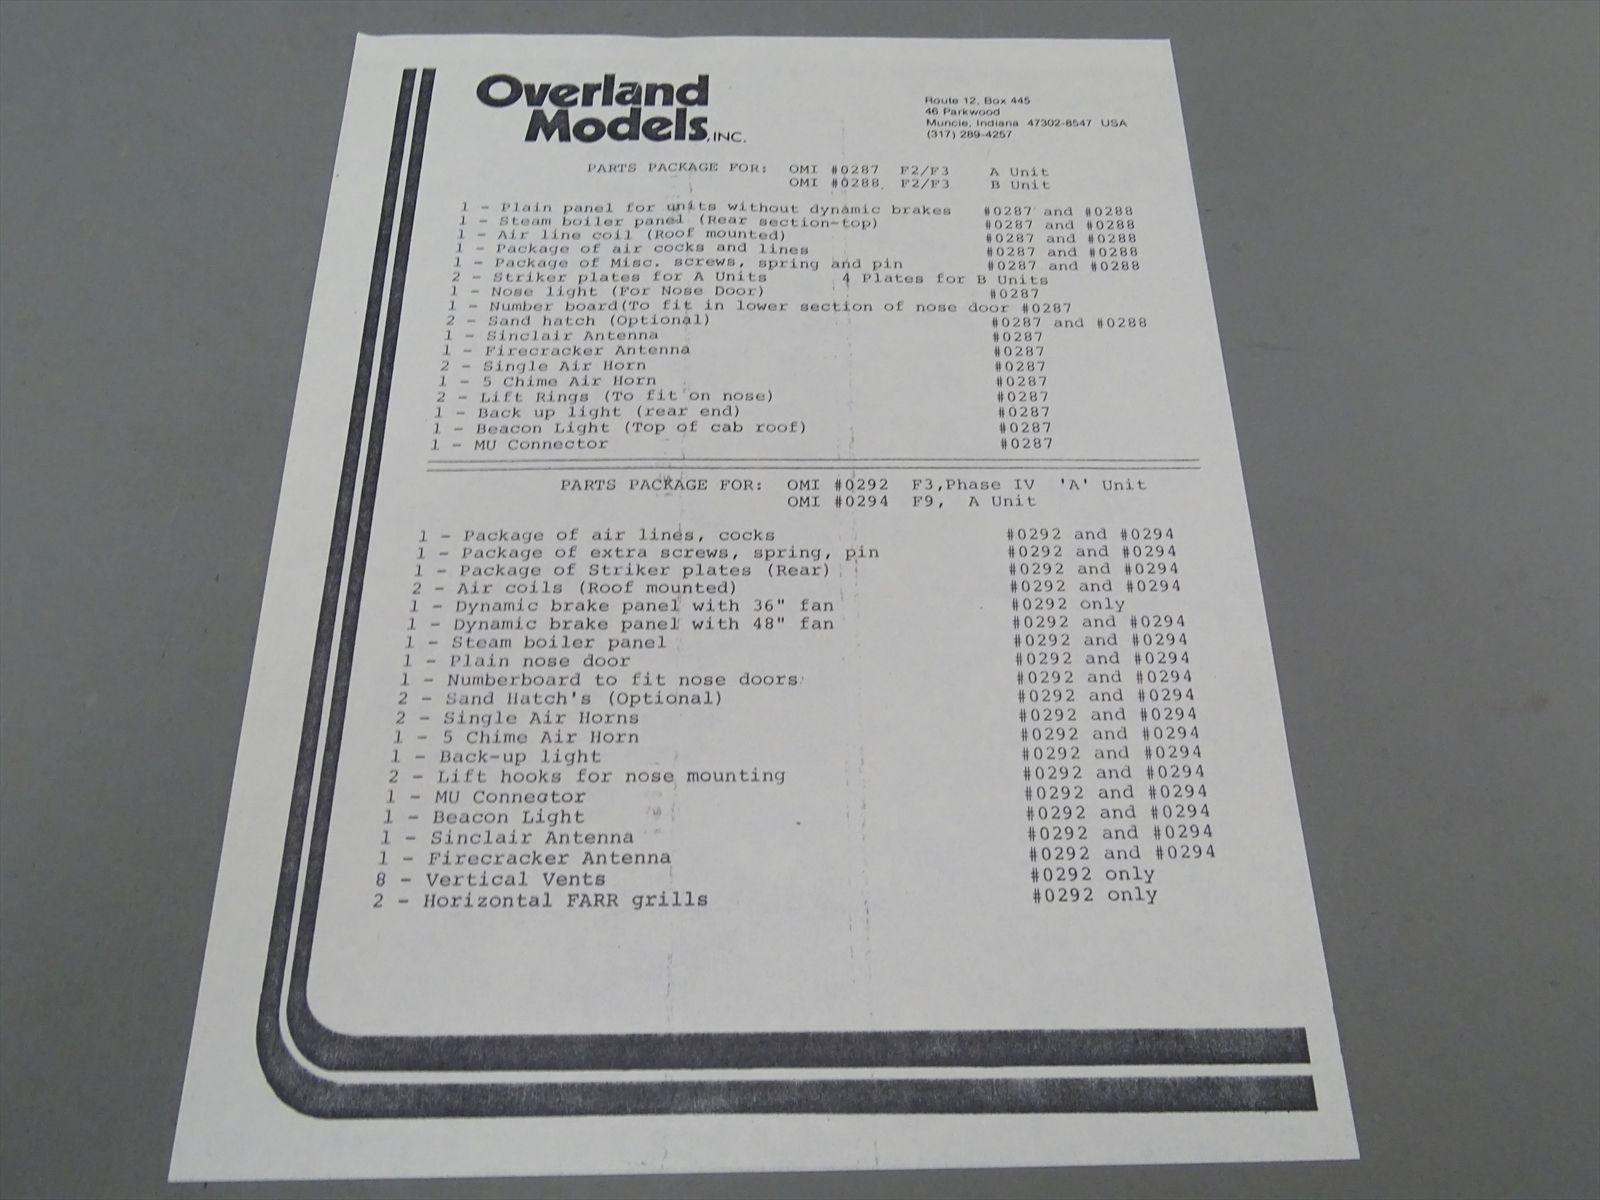 Overland
Models, INC.
Route 12, Box 445
46 Parkwood
Muncie, Indiana 47302-8547 USA
(317) 289-4257
PARTS PACKAGE FOR: OMI #0287 F2/F3 A Unit
OMI #0288 F2/F3 B Unit
1 - Plain panel for units without dynamic brakes #0287 and #0288
1 - Steam boiler panel (Rear section-top) #0287 and #0288
1 - Air line coil (Roof mounted) #0287 and #0288
1 - Package of air cocks and lines #0287 and #0288
1 - Package of Misc. screws, spring and pin #0287 and #0288
2 - Striker plates for A Units 4 Plates for B Units
1 - Nose light (For Nose Door) #0287
1 - Number board(To fit in lower section of nose door #0287
2 - Sand hatch (Optional) #0287 and #0288
1 - Sinclair Antenna #0287
1 - Firecracker Antenna #0287
2 - Single Air Horn #0287
1 - 5 Chime Air Horn #0287
2 - Lift Rings (To fit on nose) #0287
1 - Back up light (rear end) #0287
1 - Beacon Light (Top of cab roof) #0287
1 - MU Connector #0287
PARTS PACKAGE FOR: OMI #0292 F3,Phase IV 'A' Unit
OMI #0294 F9, A Unit
1 - Package of air lines, cocks #0292 and #0294
1 - Package of extra screws, spring, pin #0292 and #0294
1 - Package of Striker plates (Rear) #0292 and #0294
2 - Air coils (Roof mounted) #0292 and #0294
1 - Dynamic brake panel with 36" fan #0292 only
1 - Dynamic brake panel with 48" fan #0292 and #0294
1 - Steam boiler panel #0292 and #0294
1 - Plain nose door #0292 and #0294
1 - Numberboard to fit nose doors #0292 and #0294
2 - Sand Hatch's (Optional) #0292 and #0294
2 - Single Air Horns #0292 and #0294
1 - 5 Chime Air Horn #0292 and #0294
1 - Back-up light #0292 and #0294
2 - Lift hooks for nose mounting #0292 and #0294
1 - MU Connector #0292 and #0294
1 - Beacon Light #0292 and #0294
1 - Sinclair Antenna #0292 and #0294
1 - Firecracker Antenna #0292 and #0294
8 - Vertical Vents #0292 only
2 - Horizontal FARR grills #0292 only